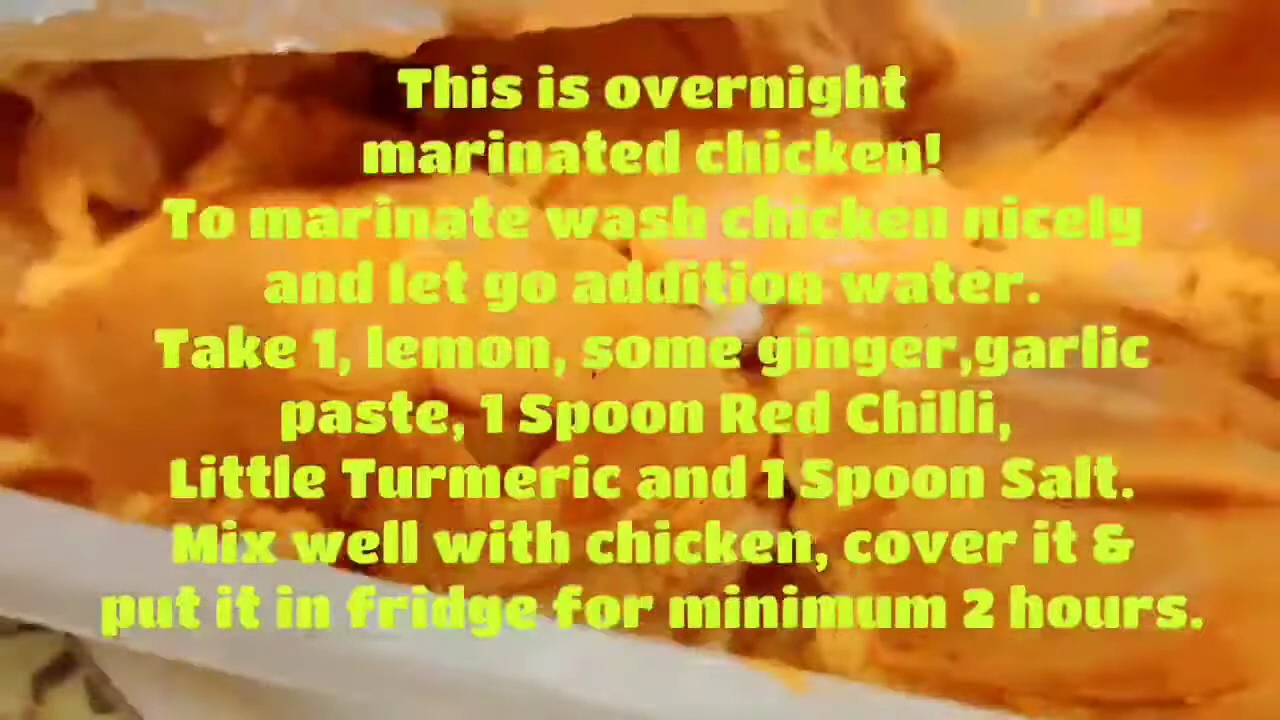 This is overnight
marinated chicken!
To marinate wash chicken nicely
and let go addition water.
Take 1, lemon, some ginger,garlic
paste, 1 Spoon Red Chilli,
Little Turmeric and 1 Spoon Salt.
Mix well with chicken, cover it &
put it in fridge for minimum 2 hours.